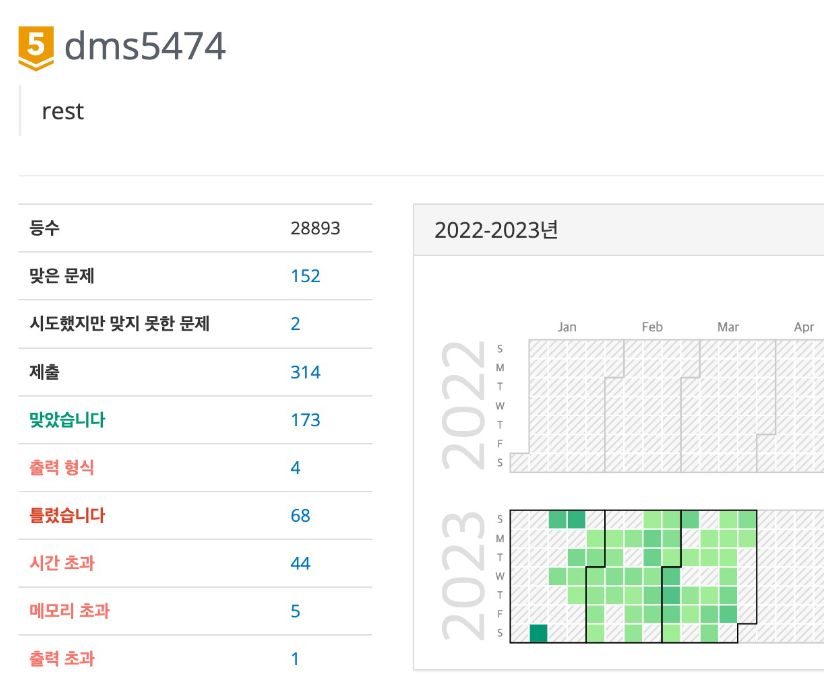 5 dms5474
rest
등수 28893
맞은 문제 152
시도했지만 맞지 못한 문제 2
제출 314
맞았습니다 173
출력 형식 4
틀렸습니다 68
시간 초과 44
메모리 초과 5
출력 초과 1
2022-2023년
Jan Feb Mar Apr
2022
S
M
T
W
T
F
S
2023
S
M
T
W
T
F
S